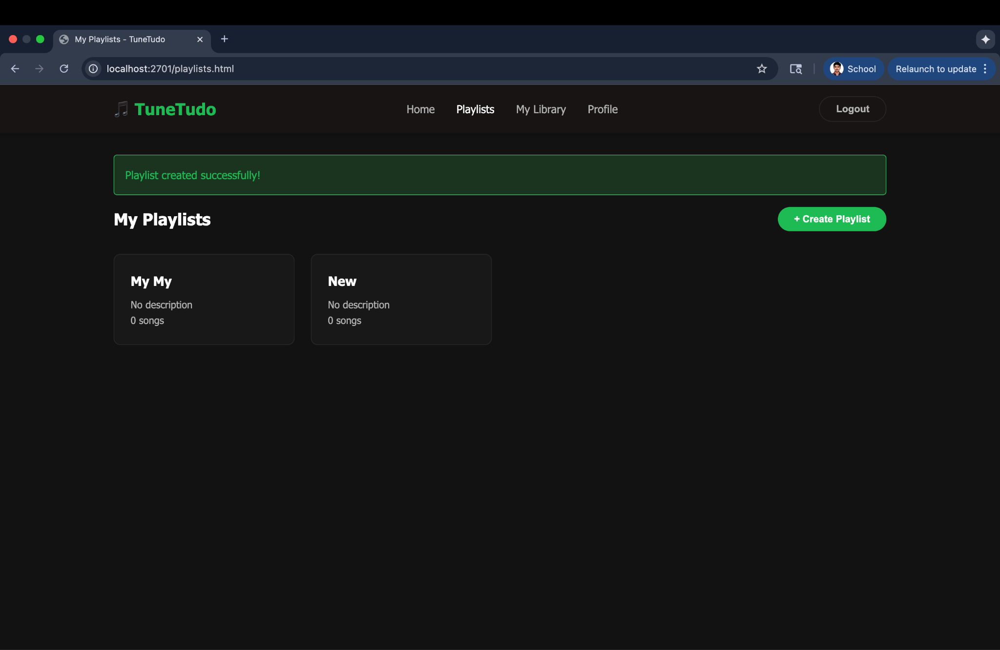 My Playlists - TuneTudo
localhost:2701/playlists.html
School
Relaunch to update
TuneTudo
Home
Playlists
My Library
Profile
Logout
Playlist created successfully!
My Playlists
+ Create Playlist
My My
No description
0 songs
New
No description
0 songs